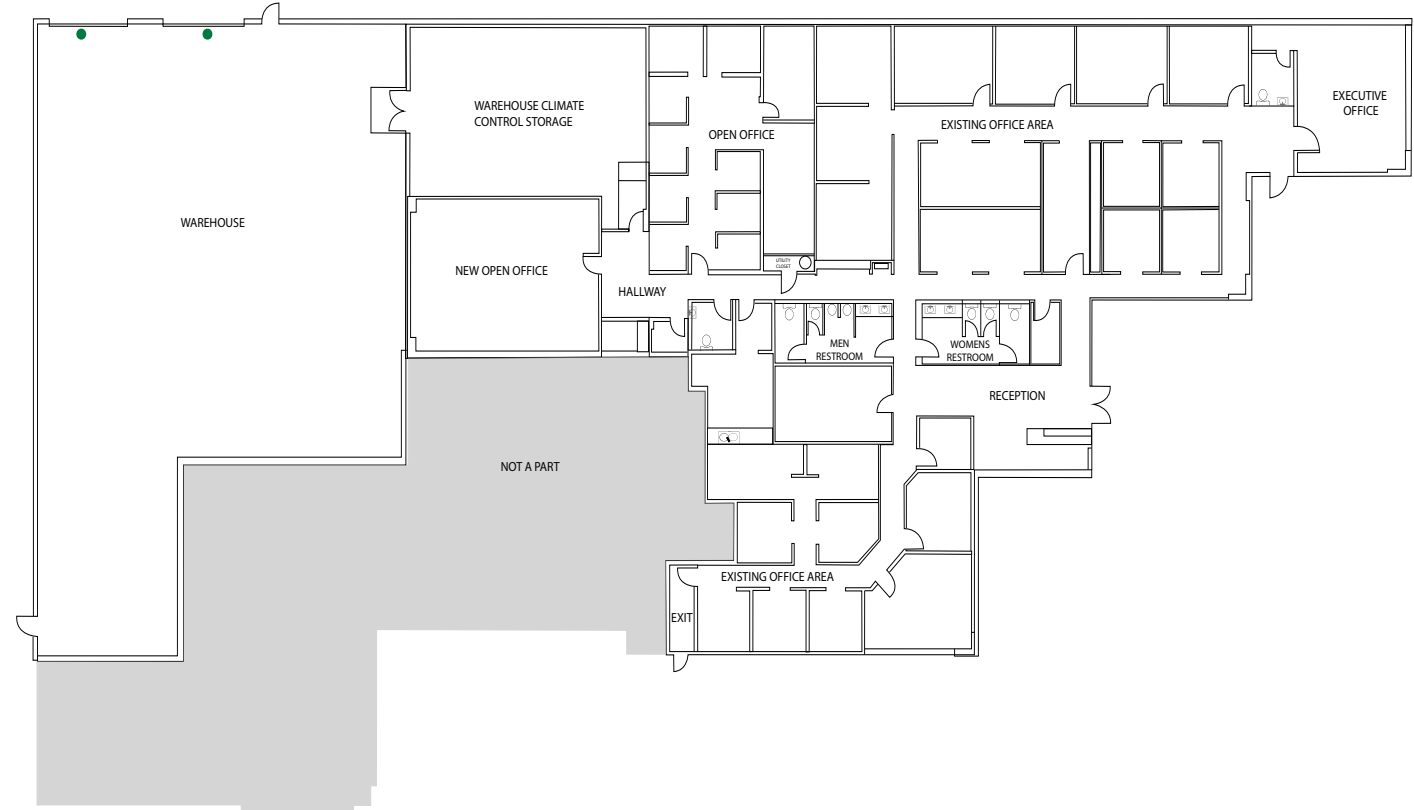 WAREHOUSE CLIMATE
CONTROL STORAGE
EXECUTIVE
OFFICE
EXISTING OFFICE AREA
OPEN OFFICE
WAREHOUSE
UTILITY
CLOSET
NEW OPEN OFFICE
HALLWAY
MEN
RESTROOM
WOMENS
RESTROOM
RECEPTION
NOT A PART
EXISTING OFFICE AREA
EXIT